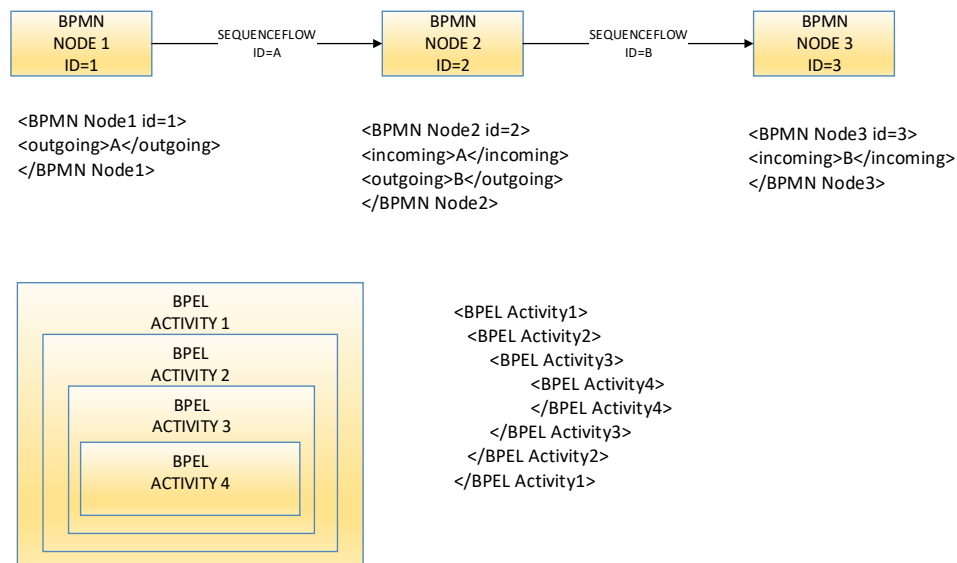 BPMN
NODE 1
ID=1
SEQUENCEFLOW
ID=A
BPMN
NODE 2
ID=2
SEQUENCEFLOW
ID=B
BPMN
NODE 3
ID=3
<BPMN Node1 id=1>
<outgoing>A</outgoing>
</BPMN Node1>
<BPMN Node2 id=2>
<incoming>A</incoming>
<outgoing>B</outgoing>
</BPMN Node2>
<BPMN Node3 id=3>
<incoming>B</incoming>
</BPMN Node3>
BPEL
ACTIVITY 1
BPEL
ACTIVITY 2
BPEL
ACTIVITY 3
BPEL
ACTIVITY 4
<BPEL Activity1>
<BPEL Activity2>
<BPEL Activity3>
<BPEL Activity4>
</BPEL Activity4>
</BPEL Activity3>
</BPEL Activity2>
</BPEL Activity1>